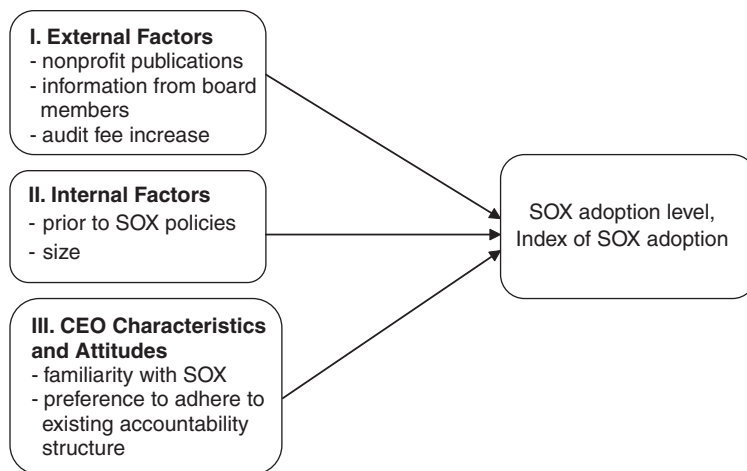 I. External Factors
- nonprofit publications
- information from board
members
- audit fee increase
II. Internal Factors
- prior to SOX policies
- size
III. CEO Characteristics
and Attitudes
- familiarity with SOX
- preference to adhere to
existing accountability
structure
SOX adoption level,
Index of SOX adoption